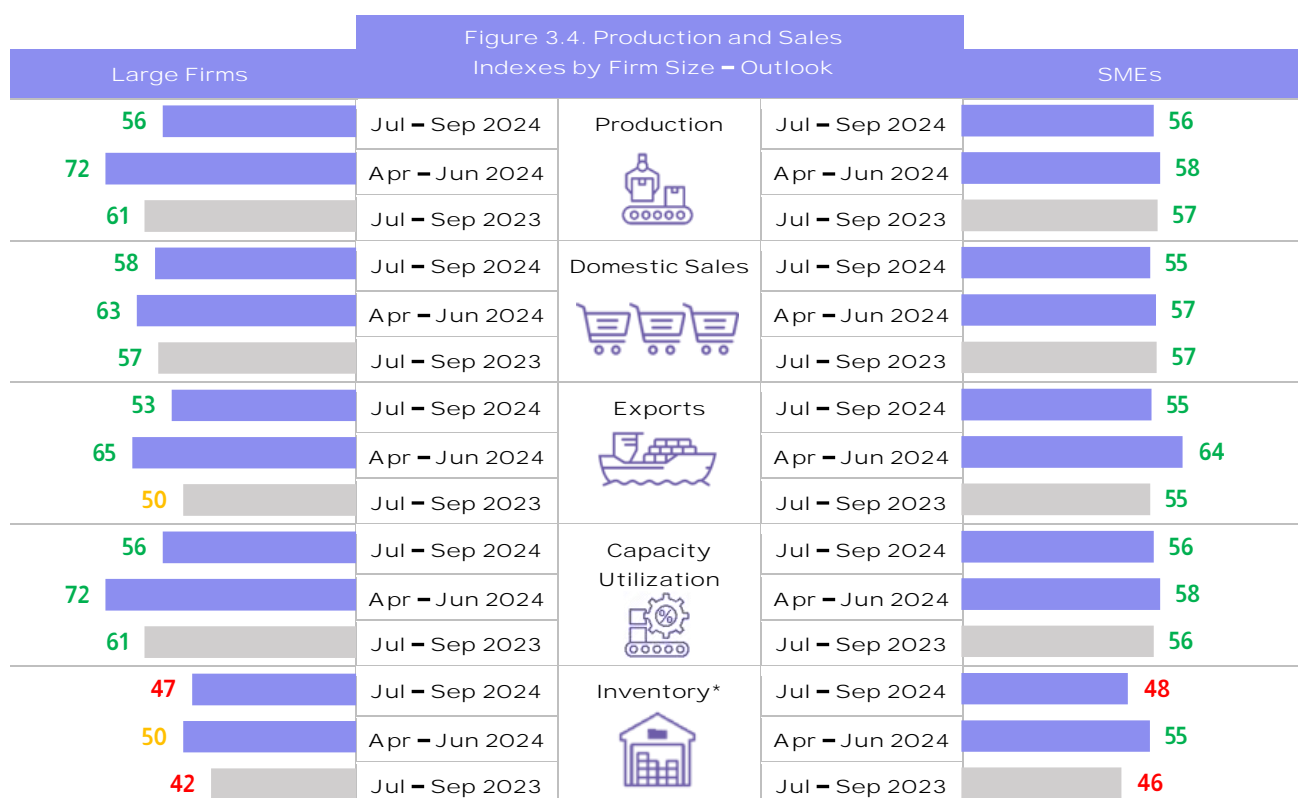 Figure 3.4. Production and Sales
Indexes by Firm Size – Outlook
Large Firms
SMEs
56 Jul – Sep 2024 Production Jul – Sep 2024 56
72 Apr – Jun 2024 Apr – Jun 2024 58
61 Jul – Sep 2023 Jul – Sep 2023 57
58 Jul – Sep 2024 Domestic Sales Jul – Sep 2024 55
63 Apr – Jun 2024 Apr – Jun 2024 57
57 Jul – Sep 2023 Jul – Sep 2023 57
53 Jul – Sep 2024 Exports Jul – Sep 2024 55
65 Apr – Jun 2024 Apr – Jun 2024 64
50 Jul – Sep 2023 Jul – Sep 2023 55
56 Jul – Sep 2024 Capacity Jul – Sep 2024 56
Utilization
72 Apr – Jun 2024 % Apr – Jun 2024 58
61 Jul – Sep 2023 Jul – Sep 2023 56
47 Jul – Sep 2024 Inventory* Jul – Sep 2024 48
50 Apr – Jun 2024 Apr – Jun 2024 55
42 Jul – Sep 2023 Jul – Sep 2023 46